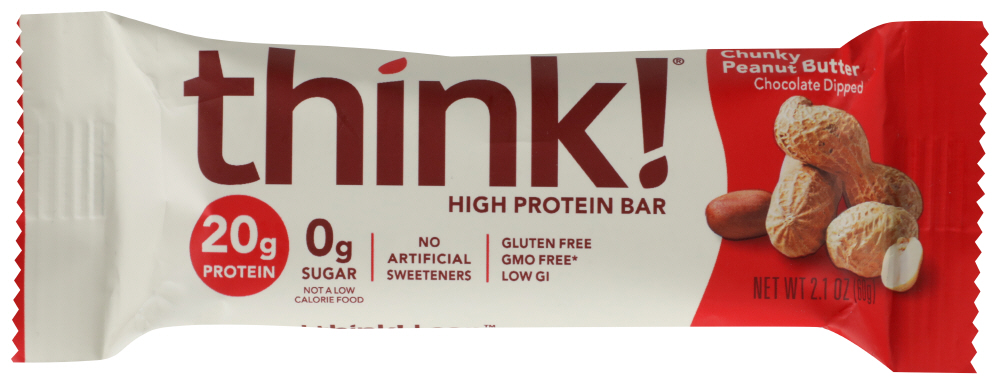 think!®
Chunky
Peanut Butter
Chocolate Dipped
HIGH PROTEIN BAR
20g
PROTEIN
0g
SUGAR
NOT A LOW
CALORIE FOOD
NO
ARTIFICIAL
SWEETENERS
GLUTEN FREE
GMO FREE*
LOW GI
NET WT 2.1 OZ (60g)